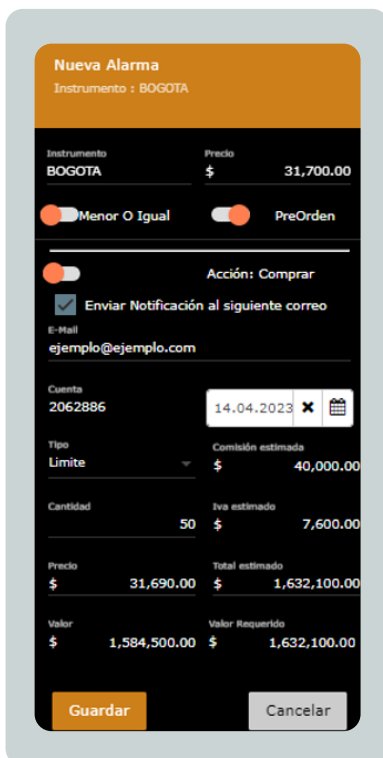 Nueva Alarma
Instrumento : BOGOTA
Instrumento Precio
BOGOTA $ 31,700.00
Menor O Igual PreOrden
Acción: Comprar
Enviar Notificación al siguiente correo
E-Mail
ejemplo@ejemplo.com
Cuenta
2062886 14.04.2023
Tipo Comisión estimada
Limite $ 40,000.00
Cantidad Iva estimado
50 $ 7,600.00
Precio Total estimado
$ 31,690.00 $ 1,632,100.00
Valor Valor Requerido
$ 1,584,500.00 $ 1,632,100.00
Guardar Cancelar